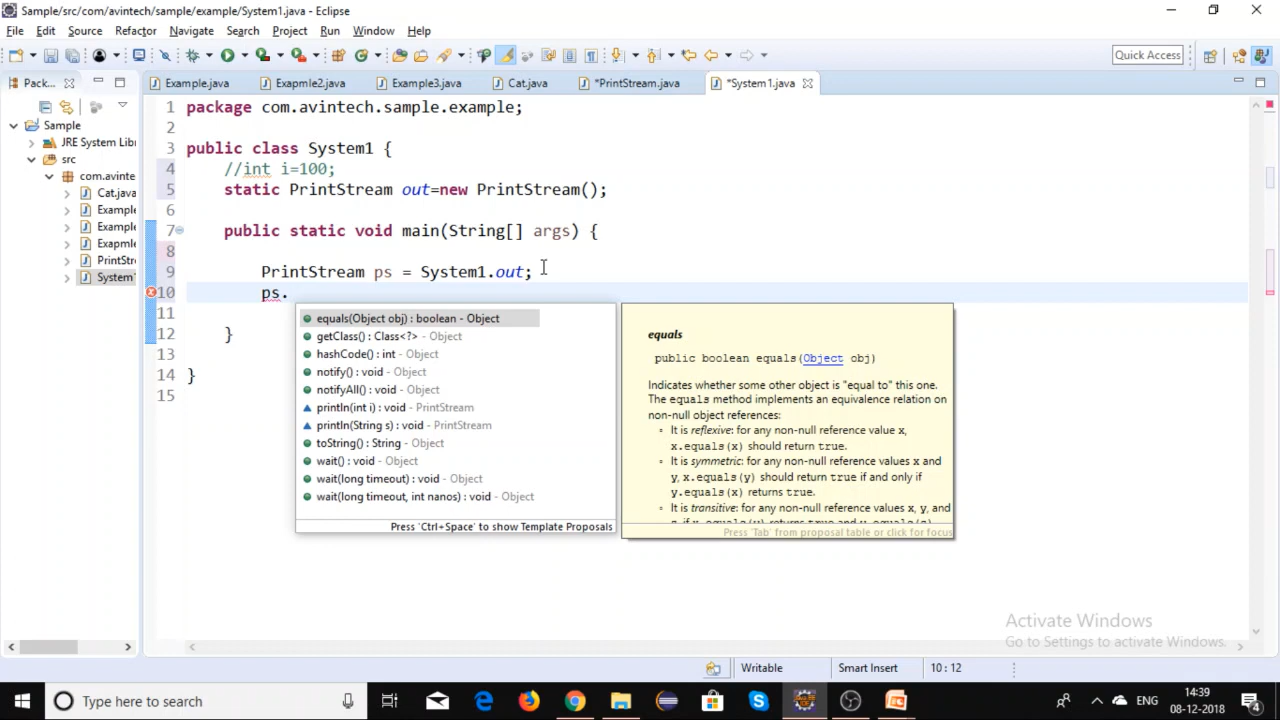 Sample/src/com/avintech/sample/example/System1.java - Eclipse
File Edit Source Refactor Navigate Search Project Run Window Help
Quick Access
Pack...
Example.java Exapmle2.java Example3.java Cat.java *PrintStream.java *System1.java
Sample
JRE System Libr
src
com.avinte
Cat.java
Example
Example
Exapmle
PrintStr
System1
1 package com.avintech.sample.example;
2
3 public class System1 {
4 //int i=100;
5 static PrintStream out=new PrintStream();
6
7 public static void main(String[] args) {
8
9 PrintStream ps = System1.out;
10 ps.
11
12 }
13
14 }
15
equals(Object obj) : boolean - Object
getClass() : Class<?> - Object
hashCode() : int - Object
notify() : void - Object
notifyAll() : void - Object
println(int i) : void - PrintStream
println(String s) : void - PrintStream
toString() : String - Object
wait() : void - Object
wait(long timeout) : void - Object
wait(long timeout, int nanos) : void - Object
Press 'Ctrl+Space' to show Template Proposals
equals
public boolean equals(Object obj)
Indicates whether some other object is "equal to" this one.
The equals method implements an equivalence relation on
non-null object references:
It is reflexive: for any non-null reference value x,
x.equals(x) should return true.
It is symmetric: for any non-null reference values x and
y, x.equals(y) should return true if and only if
y.equals(x) returns true.
It is transitive: for any non-null reference values x, y, and
z, if x.equals(y) returns true and y.equals(z)
Press 'Tab' from proposal table or click for focus
Activate Windows
Go to Settings to activate Windows.
Writable Smart Insert 10 : 12
Type here to search
ENG
14:39
08-12-2018
4